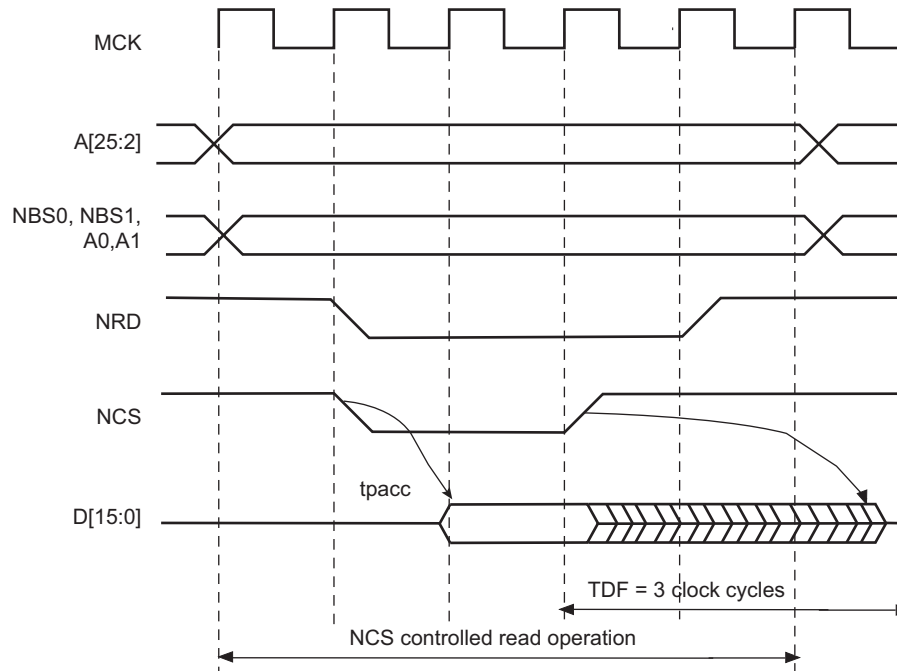 MCK
A[25:2]
NBS0, NBS1,
A0,A1
NRD
NCS
tpacc
D[15:0]
TDF = 3 clock cycles
NCS controlled read operation